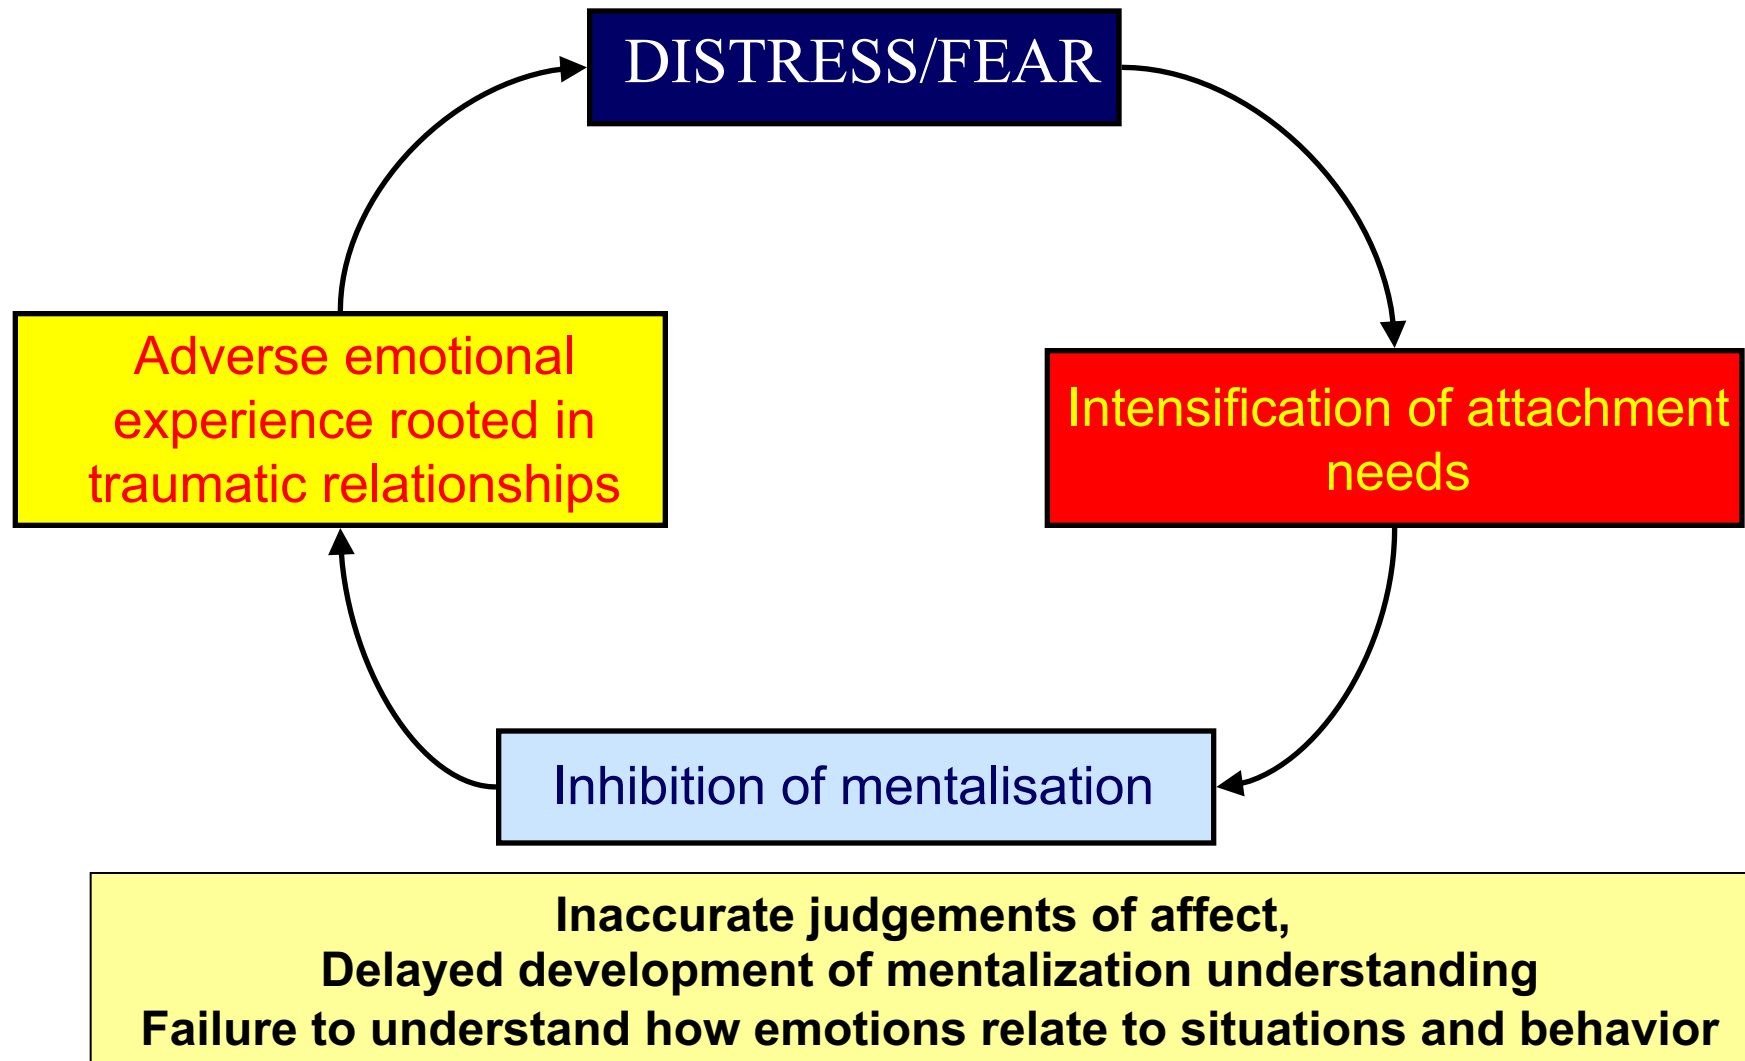 DISTRESS/FEAR
Adverse emotional
experience rooted in
traumatic relationships
Intensification of attachment
needs
Inhibition of mentalisation
Inaccurate judgements of affect,
Delayed development of mentalization understanding
Failure to understand how emotions relate to situations and behavior